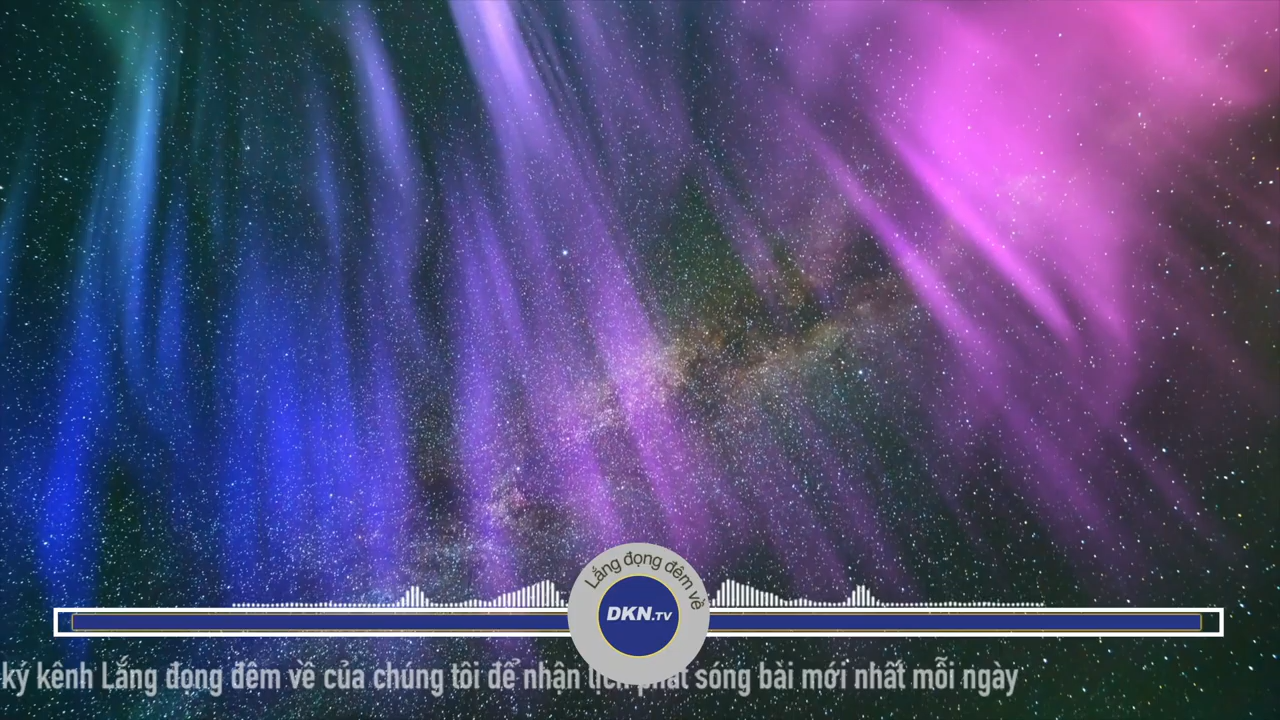 Lắng đọng đêm về
DKN.TV
ký kênh Lắng đọng đêm về của chúng tôi để nhận lịch phát sóng bài mới nhất mỗi ngày